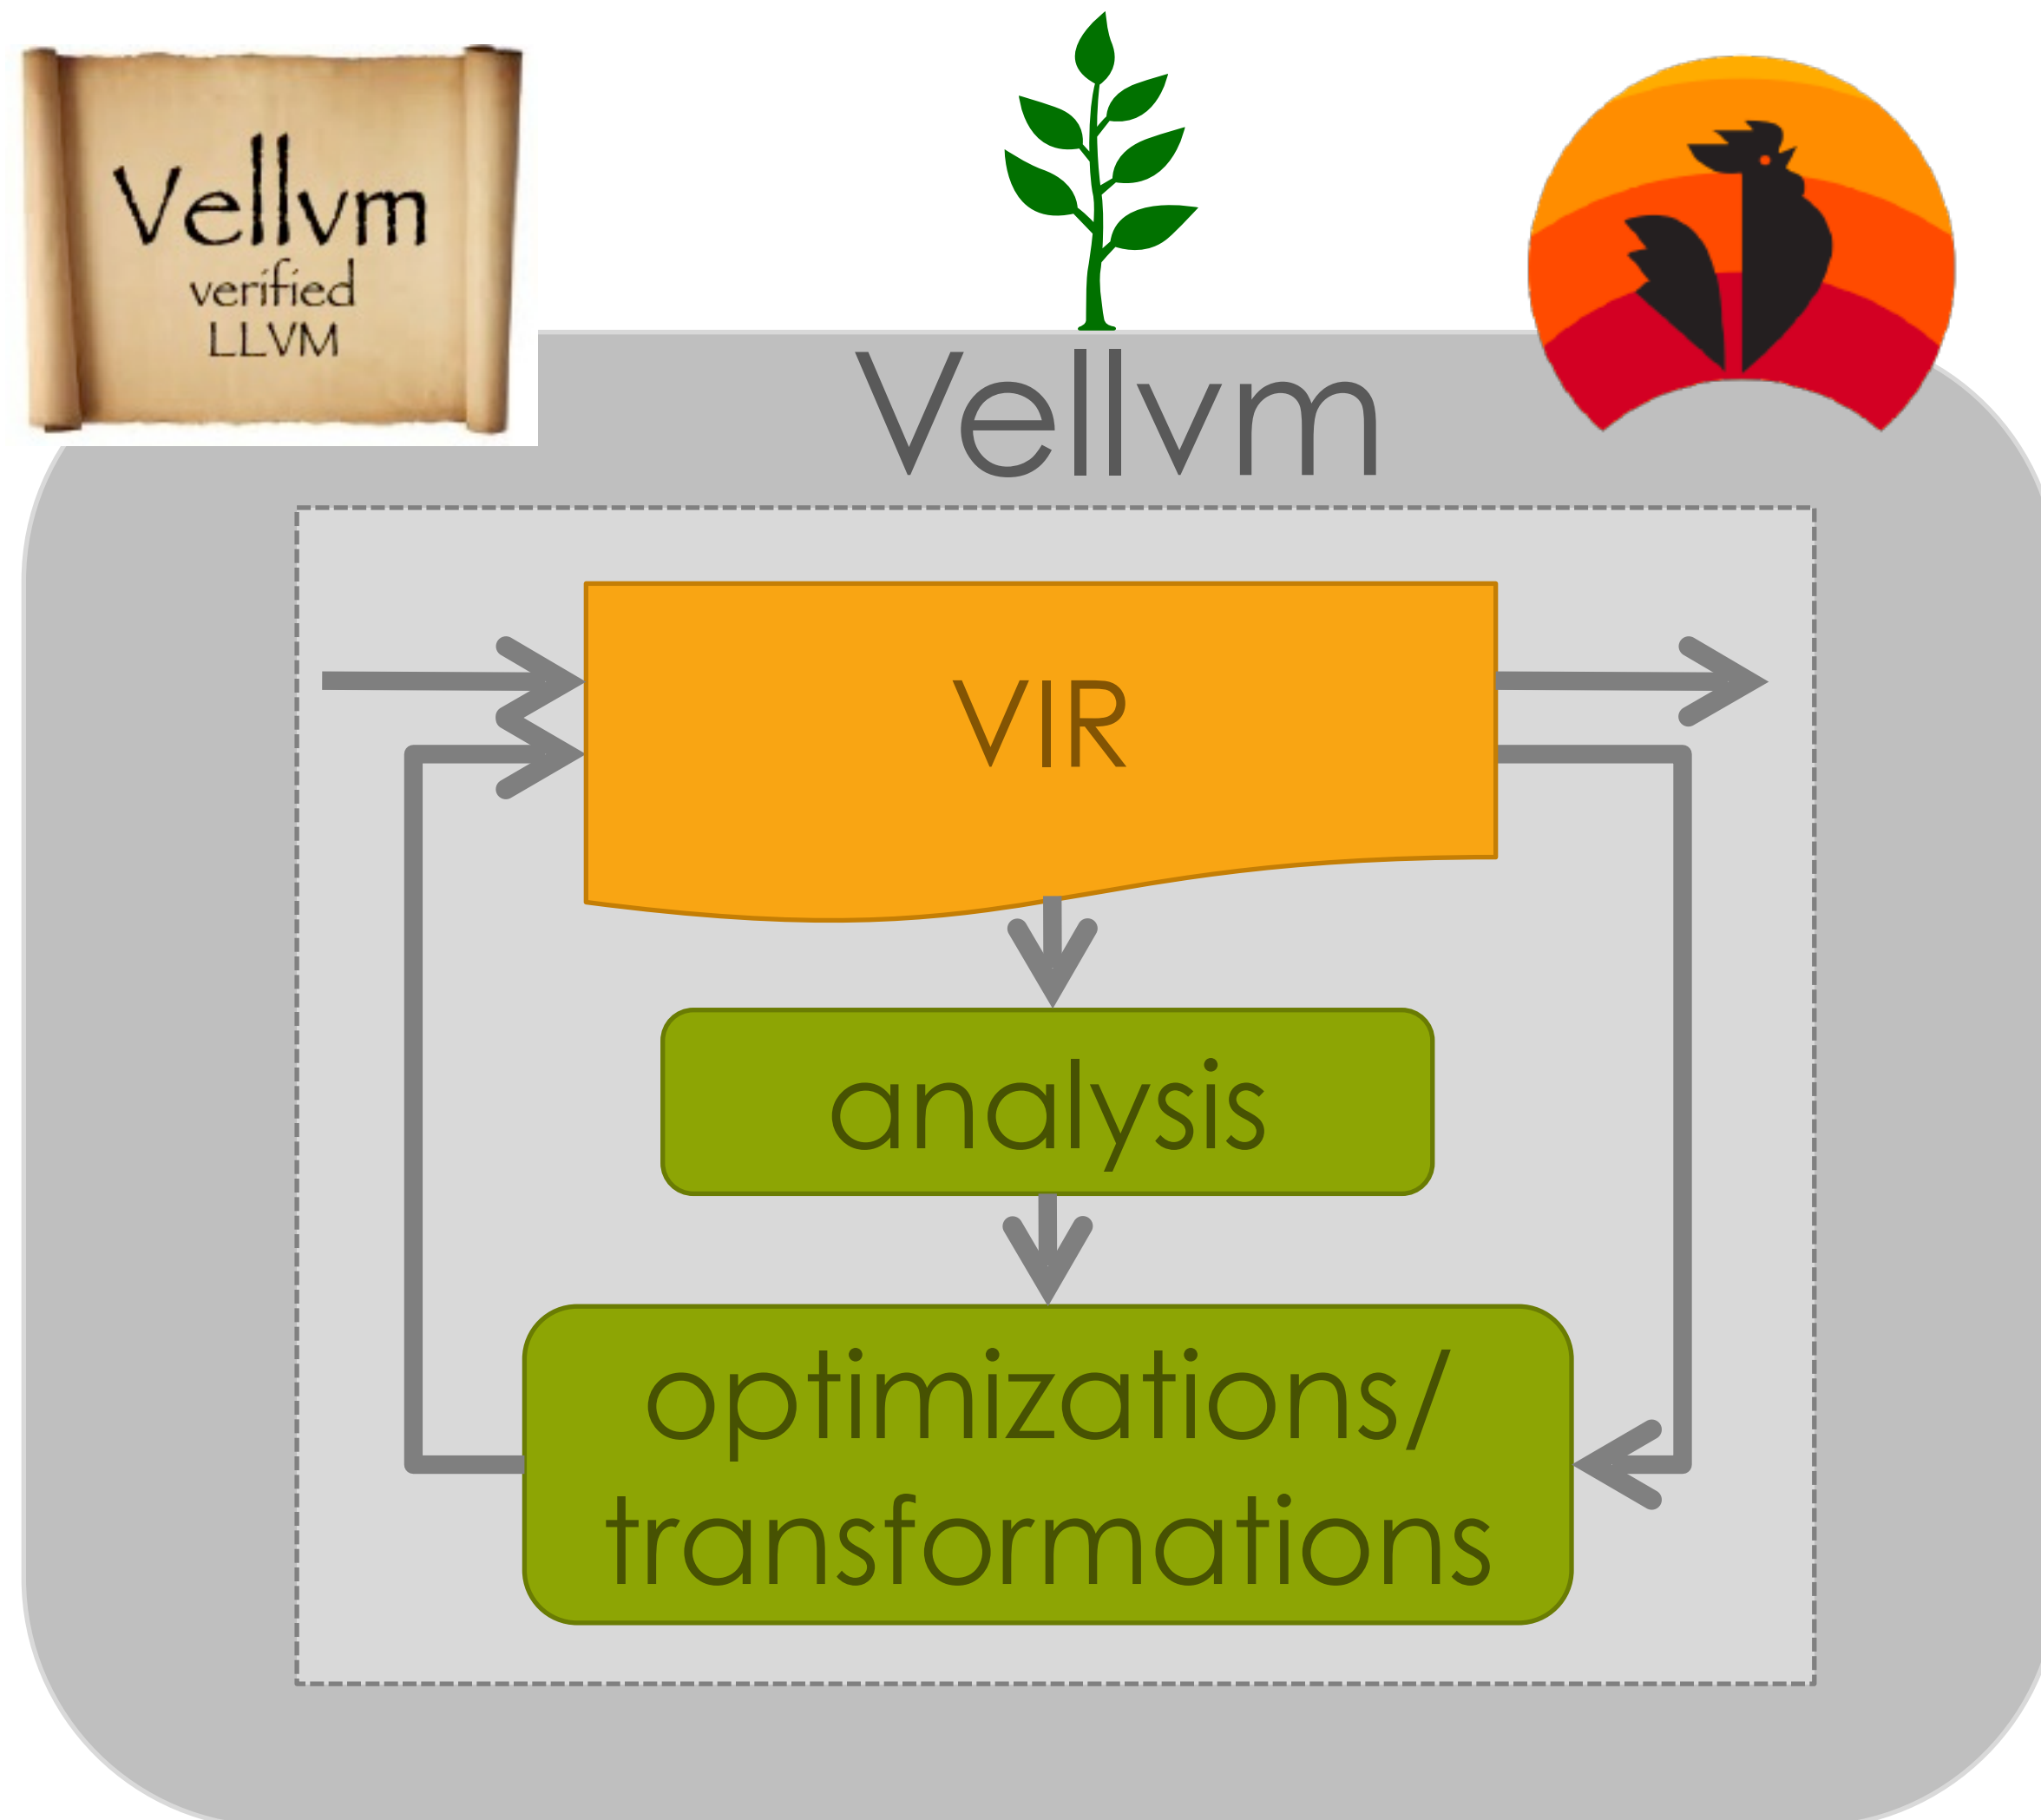 Vellvm
verified
LLVM
Vellvm
VIR
analysis
optimizations/
transformations